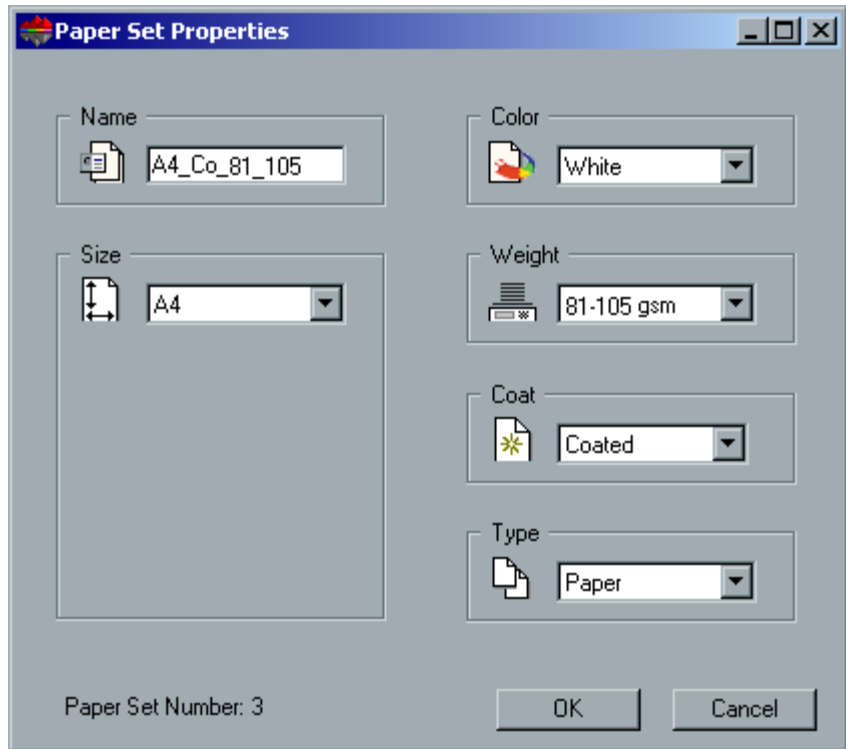 Paper Set Properties
Name
A4_Co_81_105
Color
White
Size
A4
Weight
81-105 gsm
Coat
Coated
Type
Paper
Paper Set Number: 3
OK
Cancel